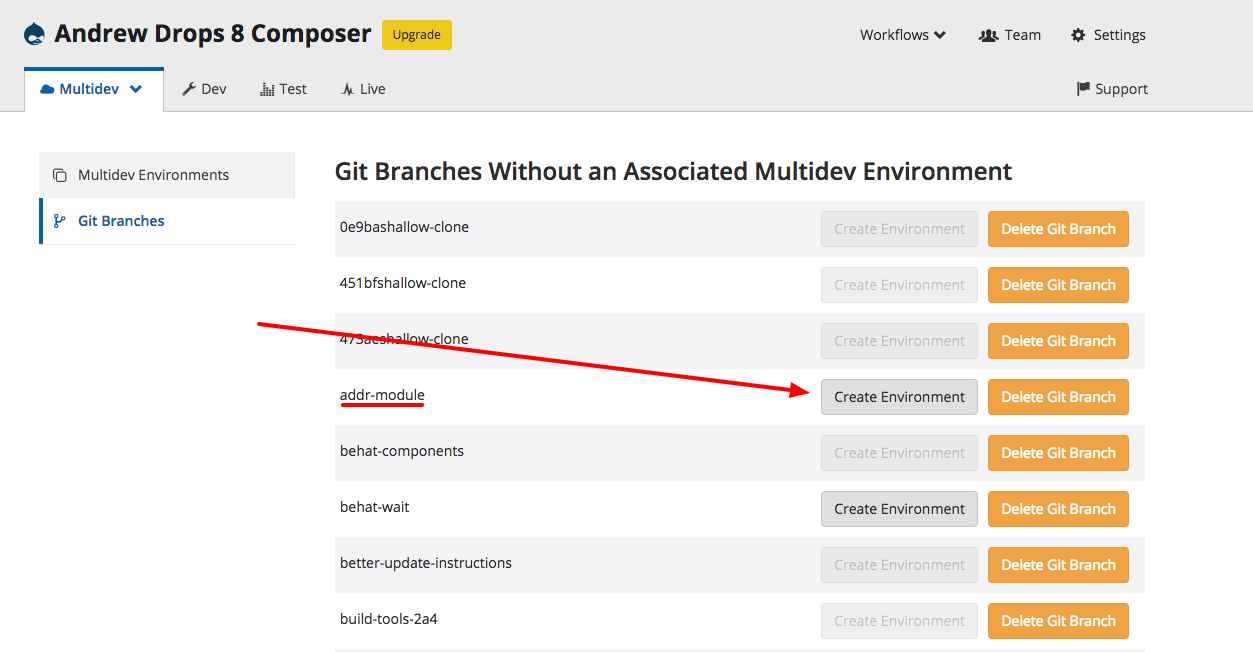 Andrew Drops 8 Composer Upgrade Workflows Team Settings
Multidev Dev Test Live Support
Multidev Environments
Git Branches
Git Branches Without an Associated Multidev Environment
0e9bashallow-clone Create Environment Delete Git Branch
451bfshallow-clone Create Environment Delete Git Branch
473aeshallow-clone Create Environment Delete Git Branch
addr-module Create Environment Delete Git Branch
behat-components Create Environment Delete Git Branch
behat-wait Create Environment Delete Git Branch
better-update-instructions Create Environment Delete Git Branch
build-tools-2a4 Create Environment Delete Git Branch